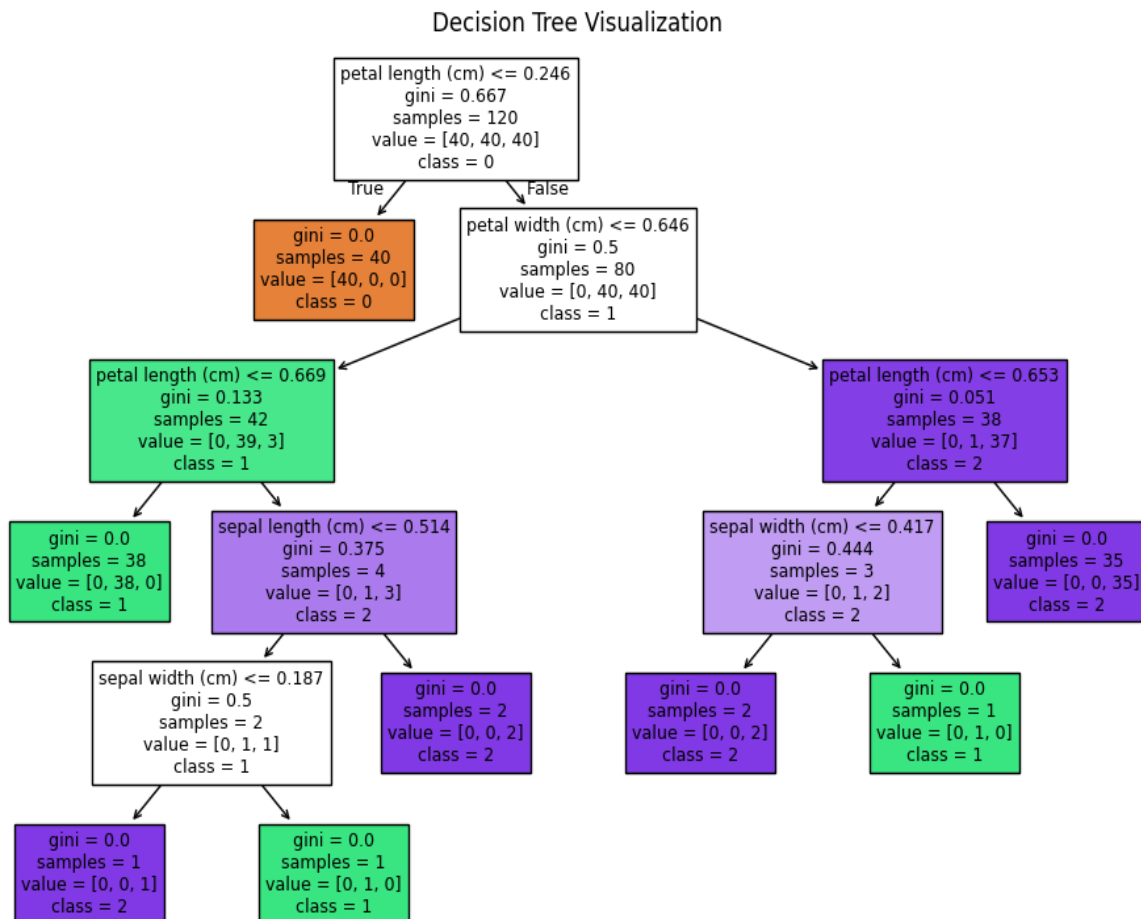 Decision Tree Visualization
petal length (cm) <= 0.246
gini = 0.667
samples = 120
value = [40, 40, 40]
class = 0
True
False
gini = 0.0
samples = 40
value = [40, 0, 0]
class = 0
petal width (cm) <= 0.646
gini = 0.5
samples = 80
value = [0, 40, 40]
class = 1
petal length (cm) <= 0.669
gini = 0.133
samples = 42
value = [0, 39, 3]
class = 1
petal length (cm) <= 0.653
gini = 0.051
samples = 38
value = [0, 1, 37]
class = 2
gini = 0.0
samples = 38
value = [0, 38, 0]
class = 1
sepal length (cm) <= 0.514
gini = 0.375
samples = 4
value = [0, 1, 3]
class = 2
sepal width (cm) <= 0.417
gini = 0.444
samples = 3
value = [0, 1, 2]
class = 2
gini = 0.0
samples = 35
value = [0, 0, 35]
class = 2
sepal width (cm) <= 0.187
gini = 0.5
samples = 2
value = [0, 1, 1]
class = 1
gini = 0.0
samples = 2
value = [0, 0, 2]
class = 2
gini = 0.0
samples = 2
value = [0, 0, 2]
class = 2
gini = 0.0
samples = 1
value = [0, 1, 0]
class = 1
gini = 0.0
samples = 1
value = [0, 0, 1]
class = 2
gini = 0.0
samples = 1
value = [0, 1, 0]
class = 1